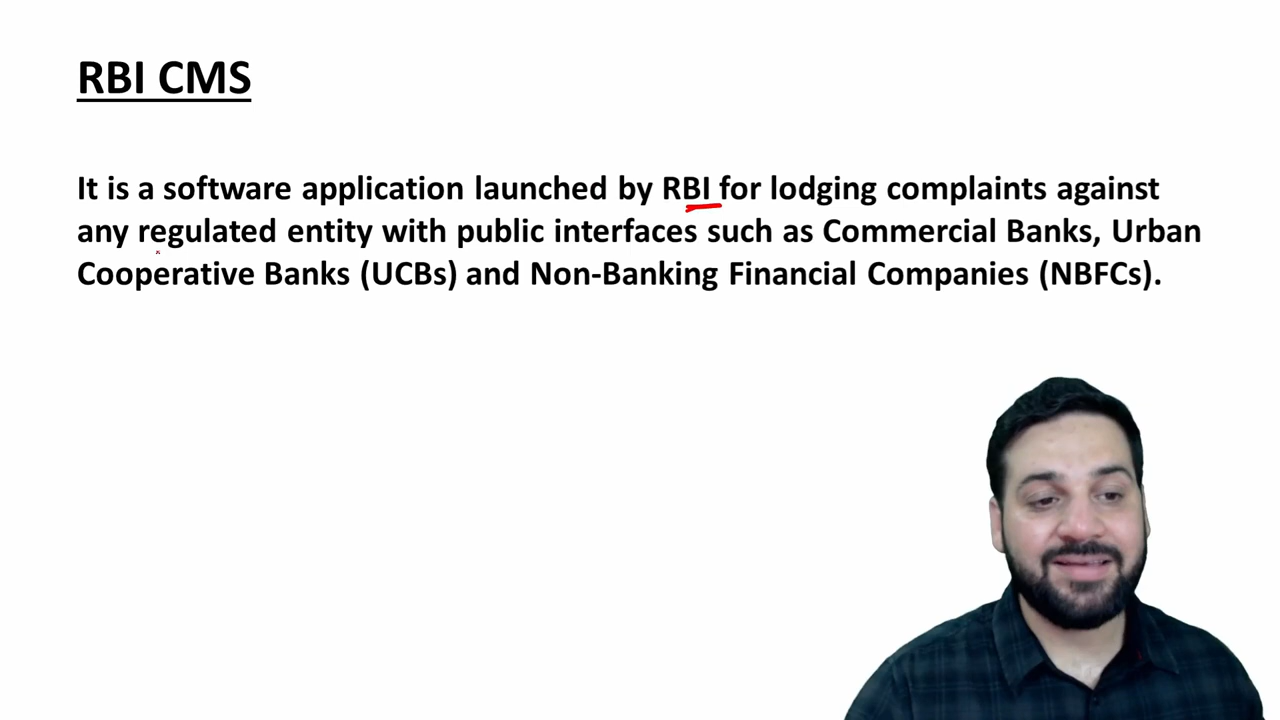 RBI CMS
It is a software application launched by RBI for lodging complaints against
any regulated entity with public interfaces such as Commercial Banks, Urban
Cooperative Banks (UCBs) and Non-Banking Financial Companies (NBFCs).